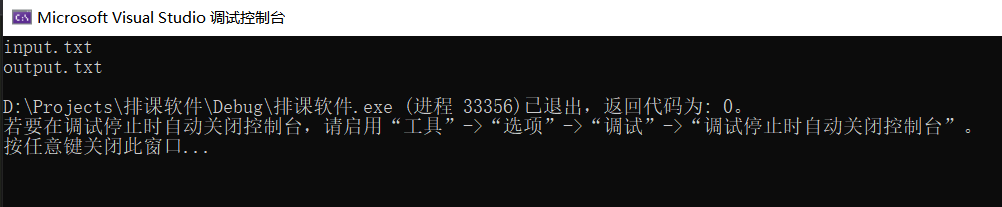 Microsoft Visual Studio 调试控制台
input.txt
output.txt
D:\Projects\排课软件\Debug\排课软件.exe (进程 33356)已退出，返回代码为: 0。
若要在调试停止时自动关闭控制台，请启用“工具”->“选项”->“调试”->“调试停止时自动关闭控制台”。
按任意键关闭此窗口...